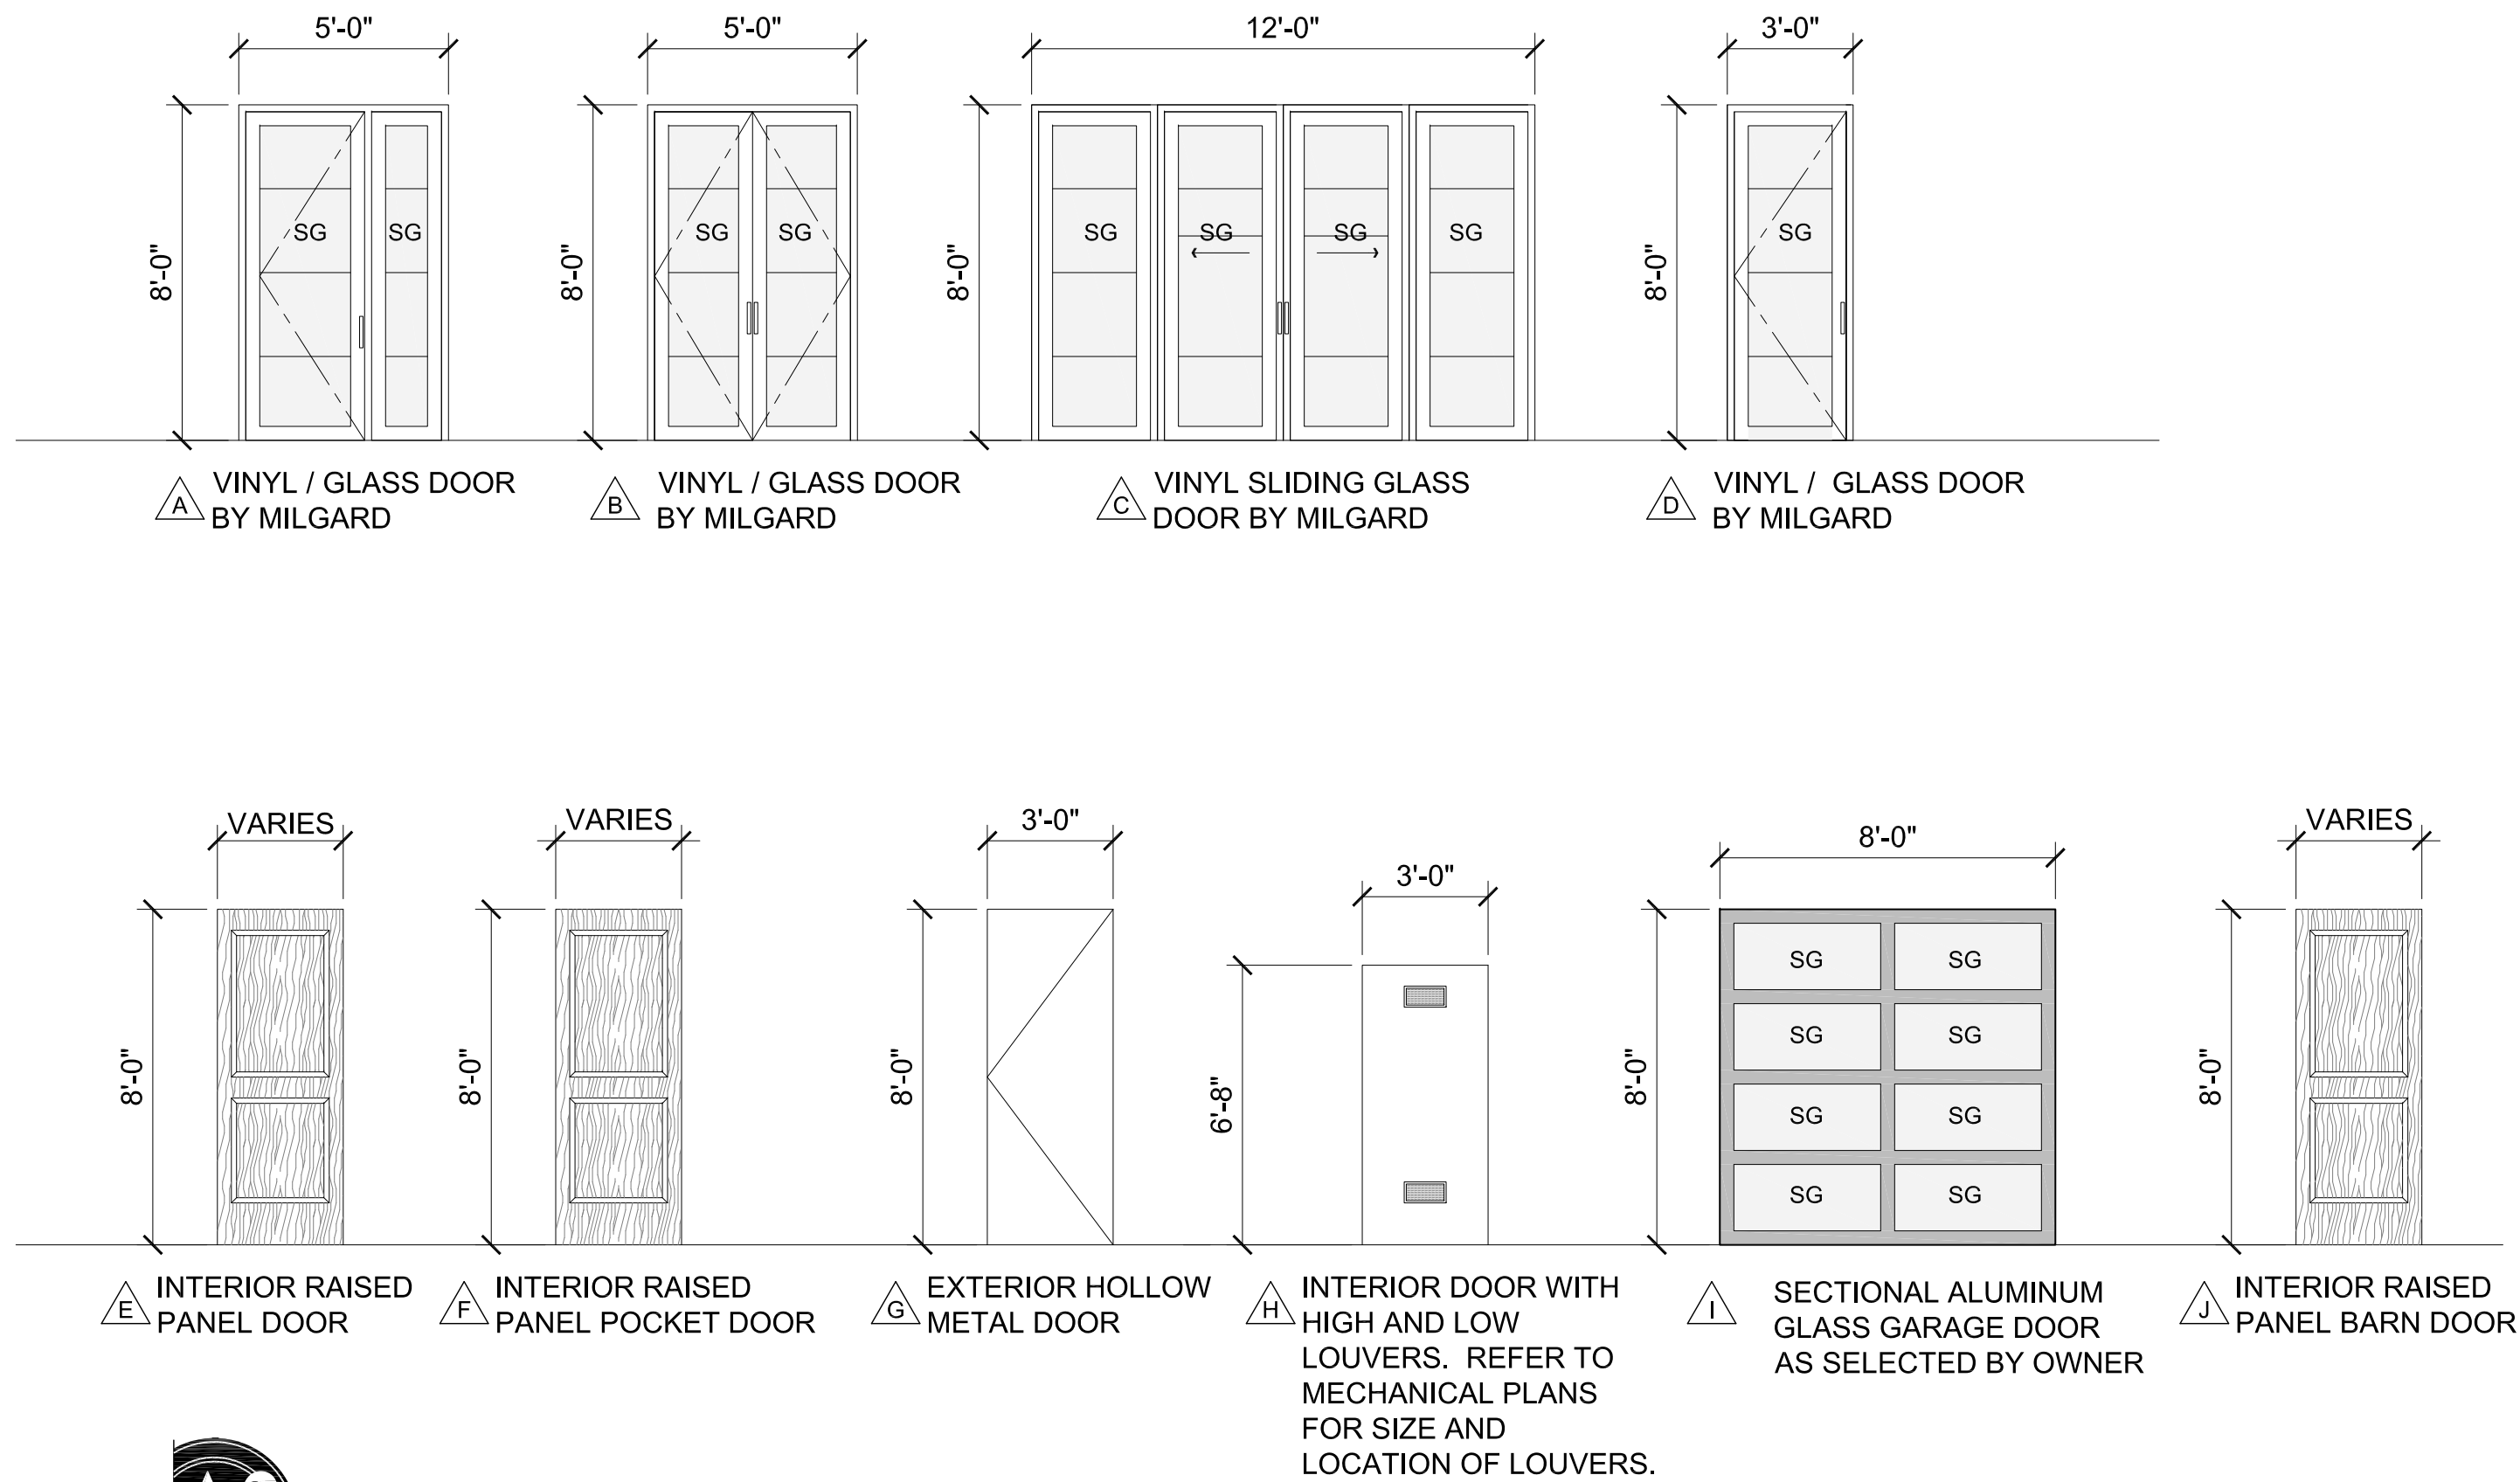 5'-0"
5'-0"
12'-0"
3'-0"
8'-0"
SG
SG
8'-0"
SG
SG
8'-0"
SG
SG
SG
SG
8'-0"
SG
A
VINYL / GLASS DOOR
BY MILGARD
B
VINYL / GLASS DOOR
BY MILGARD
C
VINYL SLIDING GLASS
DOOR BY MILGARD
D
VINYL / GLASS DOOR
BY MILGARD
VARIES
VARIES
3'-0"
3'-0"
8'-0"
VARIES
8'-0"
8'-0"
8'-0"
6'-8"
8'-0"
SG SG
SG SG
SG SG
SG SG
8'-0"
E
INTERIOR RAISED
PANEL DOOR
F
INTERIOR RAISED
PANEL POCKET DOOR
G
EXTERIOR HOLLOW
METAL DOOR
H
INTERIOR DOOR WITH
HIGH AND LOW
LOUVERS. REFER TO
MECHANICAL PLANS
FOR SIZE AND
LOCATION OF LOUVERS.
I
SECTIONAL ALUMINUM
GLASS GARAGE DOOR
AS SELECTED BY OWNER
J
INTERIOR RAISED
PANEL BARN DOOR